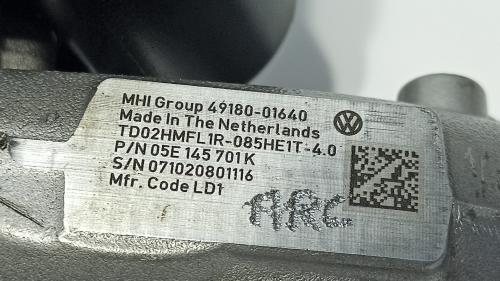 MHI Group 49180-01640
Made In The Netherlands
TD02HMFL1R-085HE1T-4.0
P/N 05E 145 701 K
S/N 071020801116
Mfr. Code LD1
ARC